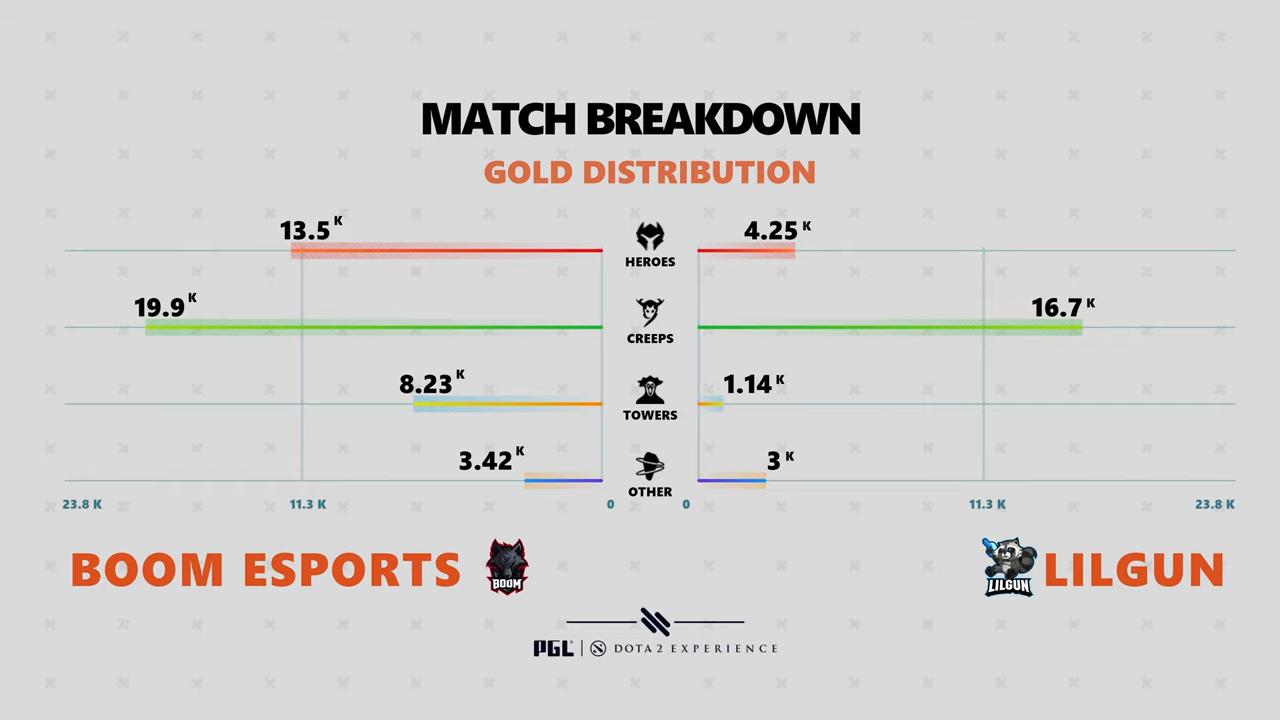 MATCH BREAKDOWN
GOLD DISTRIBUTION
13.5 K
HEROES
4.25 K
19.9 K
CREEPS
16.7 K
8.23 K
TOWERS
1.14 K
3.42 K
OTHER
3 K
23.8 K 11.3 K 0 0 11.3 K 23.8 K
BOOM ESPORTS BOOM LILGUN LILGUN
PGL DOTA 2 EXPERIENCE